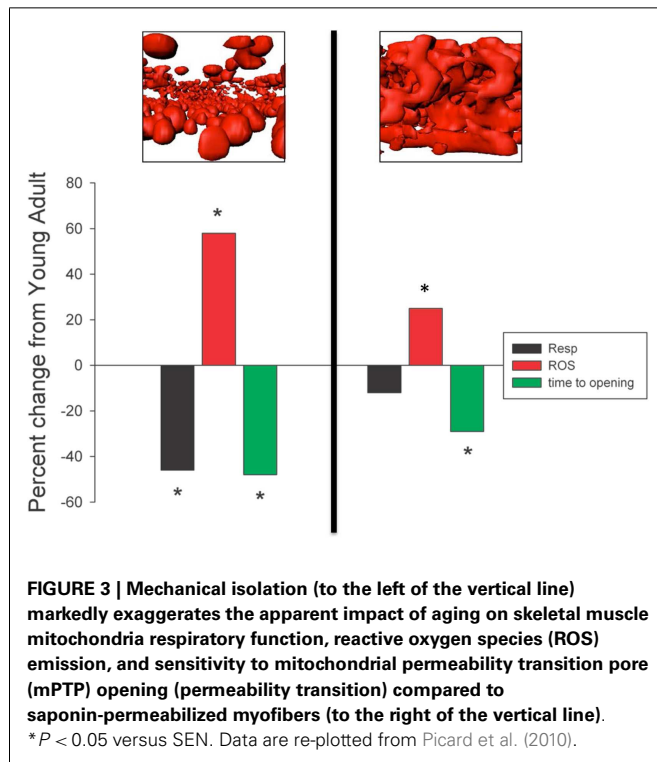 80
60
40
20
0
-20
-40
-60
Percent change from Young Adult
*
*
*
*
*
Resp
ROS
time to opening
FIGURE 3 | Mechanical isolation (to the left of the vertical line)
markedly exaggerates the apparent impact of aging on skeletal muscle
mitochondria respiratory function, reactive oxygen species (ROS)
emission, and sensitivity to mitochondrial permeability transition pore
(mPTP) opening (permeability transition) compared to
saponin-permeabilized myofibers (to the right of the vertical line).
*P < 0.05 versus SEN. Data are re-plotted from Picard et al. (2010).